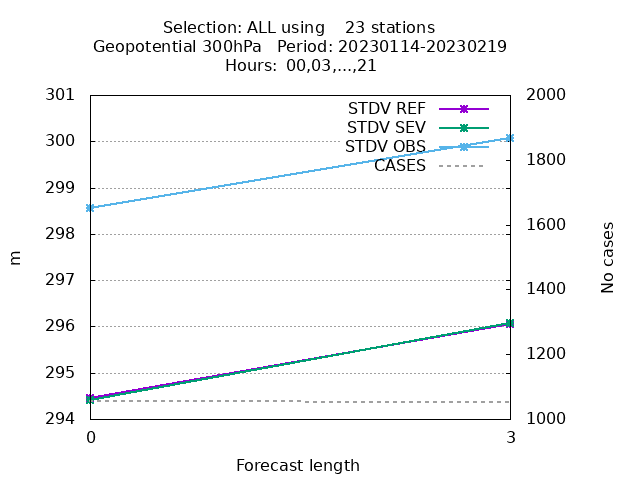 Selection: ALL using    23 stations
Geopotential 300hPa   Period: 20230114-20230219
Hours: 00,03,...,21
301
300
299
298
297
296
295
294
m
2000
1800
1600
1400
1200
1000
No cases
STDV REF
STDV SEV
STDV OBS
CASES
0
3
Forecast length